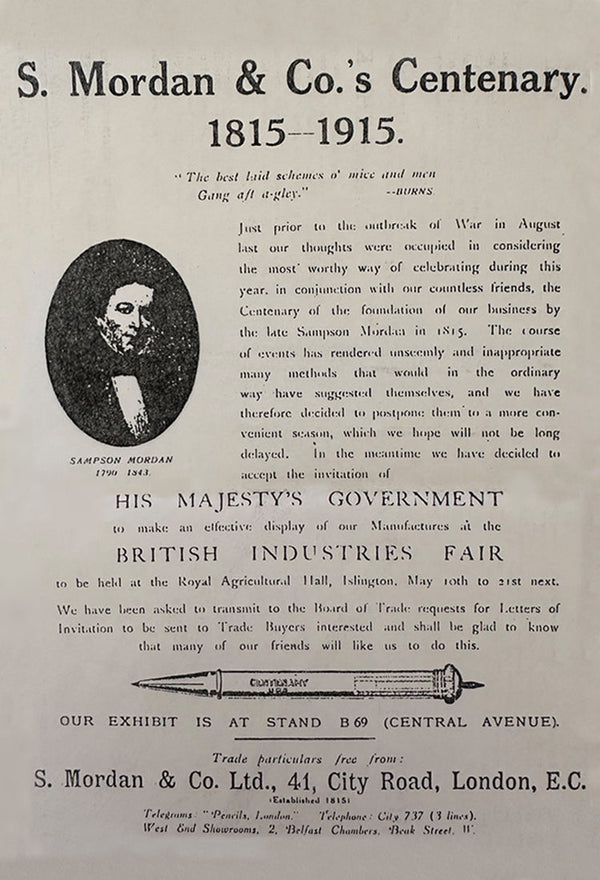 S. Mordan & Co.'s Centenary.
1815--1915.
"The best laid schemes o' mice and men
Gang aft a-gley."  --BURNS
Just prior to the outbreak of War in August
last our thoughts were occupied in considering
the most worthy way of celebrating during this
year, in conjunction with our countless friends, the
Centenary of the foundation of our business by
the late Sampson Mordan in 1815. The course
of events has rendered unseemly and inappropriate
many methods that would in the ordinary
way have suggested themselves, and we have
therefore decided to postpone them to a more con-
venient season, which we hope will not be long
delayed. In the meantime we have decided to
accept the invitation of
SAMPSON MORDAN
1790 1843.
HIS MAJESTY'S GOVERNMENT
to make an effective display of our Manufactures at the
BRITISH INDUSTRIES FAIR
to be held at the Royal Agricultural Hall, Islington, May 10th to 21st next.
We have been asked to transmit to the Board of Trade requests for Letters of
Invitation to be sent to Trade Buyers interested and shall be glad to know
that many of our friends will like us to do this.
CENTENARY
OUR EXHIBIT IS AT STAND B 69 (CENTRAL AVENUE).
Trade particulars free from:
S. Mordan & Co. Ltd., 41, City Road, London, E.C.
(Established 1815)
Telegrams: "Pencils, London." Telephone: City 737 (3 lines).
West End Showrooms, 2, Belfast Chambers, Beak Street, W.